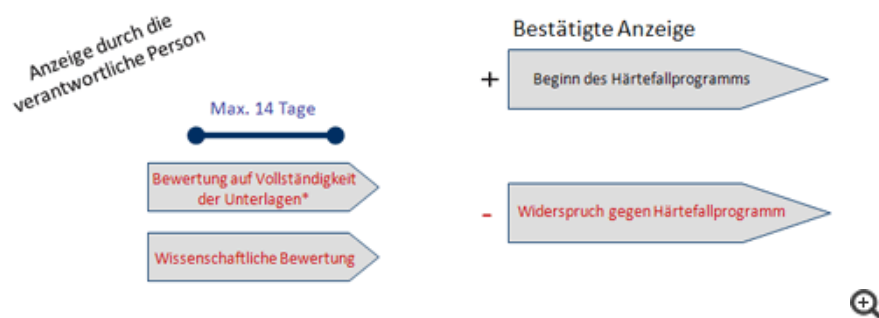 Anzeige durch die
verantwortliche Person
Max. 14 Tage
Bewertung auf Vollständigkeit
der Unterlagen*
Wissenschaftliche Bewertung
Bestätigte Anzeige
+ Beginn des Härtefallprogramms
- Widerspruch gegen Härtefallprogramm